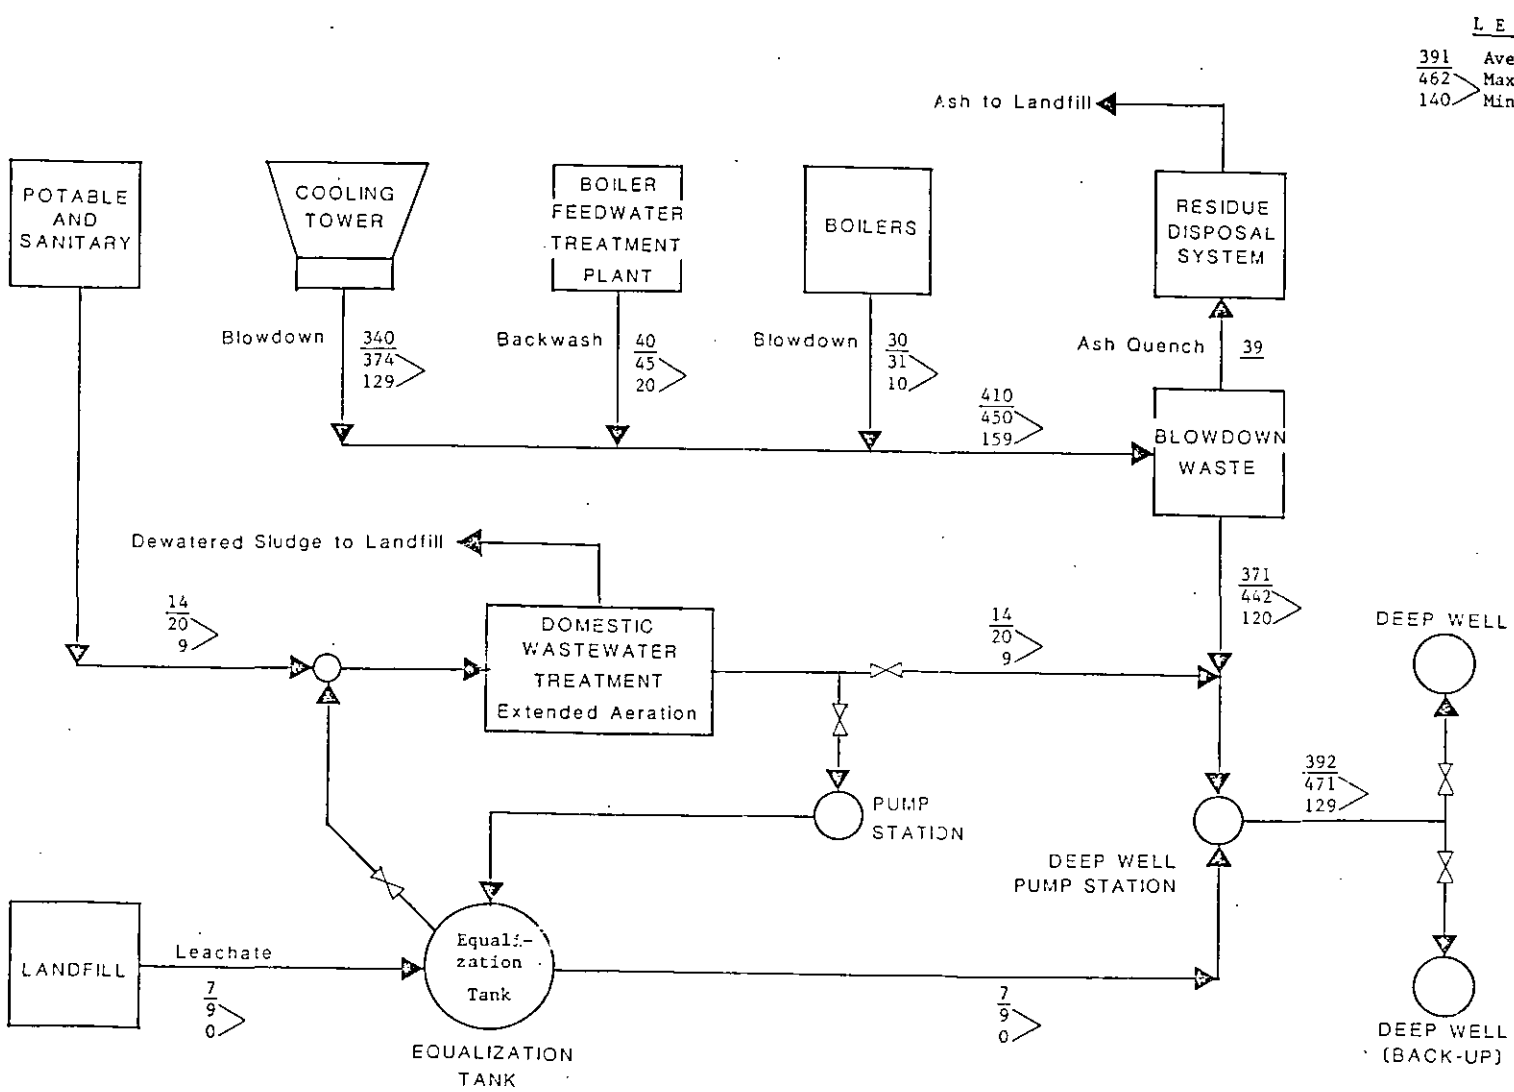 L E
391 Ave
462 Max
140 Min
Ash to Landfill
POTABLE
AND
SANITARY
COOLING
TOWER
BOILER
FEEDWATER
TREATMENT
PLANT
BOILERS
RESIDUE
DISPOSAL
SYSTEM
Blowdown
340
374
129
Backwash
40
45
20
Blowdown
30
31
10
Ash Quench 39
410
450
159
BLOWDOWN
WASTE
Dewatered Sludge to Landfill
371
442
120
14
20
9
DOMESTIC
WASTEWATER
TREATMENT
Extended Aeration
14
20
9
DEEP WELL
392
471
129
PUMP
STATION
DEEP WELL
PUMP STATION
LANDFILL
Leachate
7
9
0
Equali-
zation
Tank
7
9
0
EQUALIZATION
TANK
DEEP WELL
(BACK-UP)